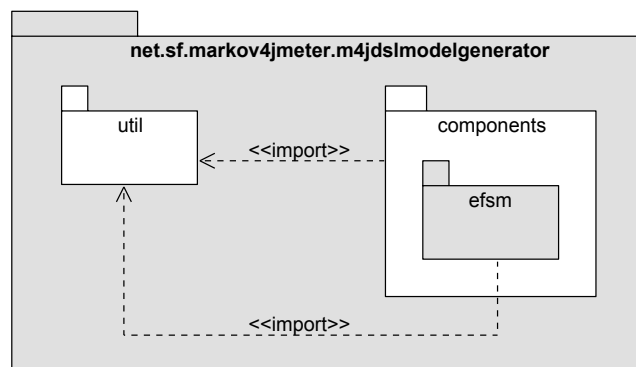 net.sf.markov4jmeter.m4jdslmodelgenerator
util
components
<<import>>
efsm
<<import>>